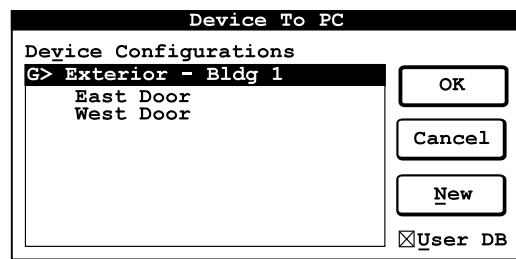 Device To PC
Device Configurations
G> Exterior - Bldg 1
East Door
West Door
OK
Cancel
New
User DB